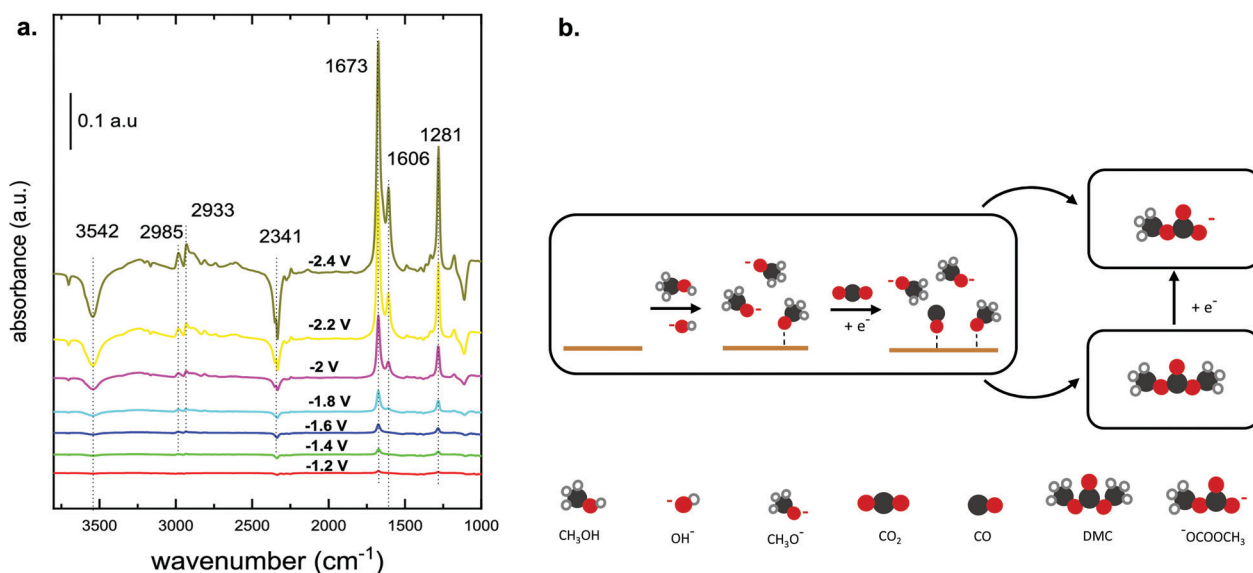 a.
b.
0.1 a.u
1673
1606
1281
3542
2985
2933
2341
-2.4 V
-2.2 V
-2 V
-1.8 V
-1.6 V
-1.4 V
-1.2 V
absorbance (a.u.)
3500 3000 2500 2000 1500 1000
wavenumber (cm⁻¹)
-
-
-
+ e⁻
-
-
-
+ e⁻
-
-
-
CH₃OH OH⁻ CH₃O⁻ CO₂ CO DMC ⁻OCOOCH₃